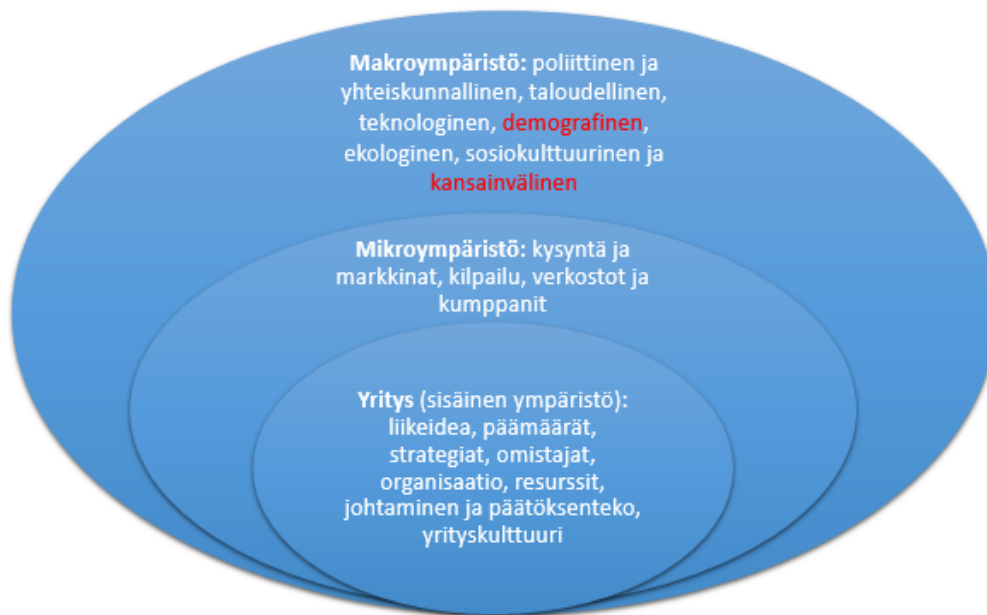 Makroympäristö: poliittinen ja
yhteiskunnallinen, taloudellinen,
teknologinen, demografinen,
ekologinen, sosiokulttuurinen ja
kansainvälinen
Mikroympäristö: kysyntä ja
markkinat, kilpailu, verkostot ja
kumppanit
Yritys (sisäinen ympäristö):
liikeidea, päämäärät,
strategiat, omistajat,
organisaatio, resurssit,
johtaminen ja päätöksenteko,
yrityskulttuuri